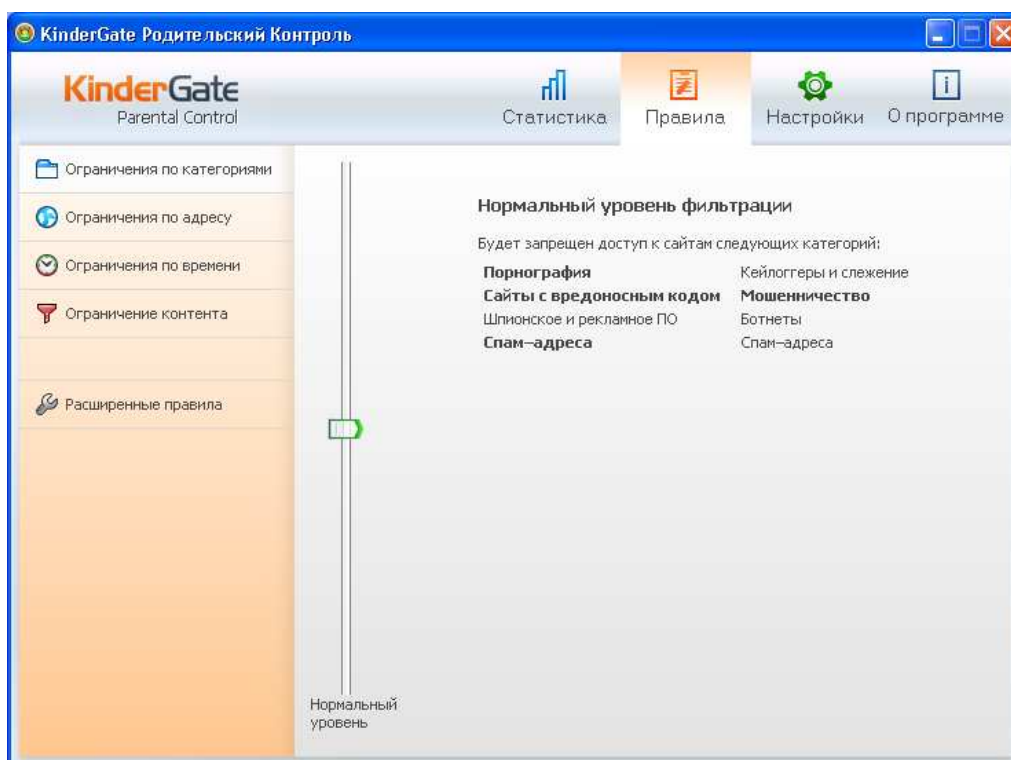 KinderGate Родительский Контроль
KinderGate
Parental Control
Статистика
Правила
Настройки
О программе
Ограничения по категориями
Ограничения по адресу
Ограничения по времени
Ограничение контента
Расширенные правила
Нормальный уровень фильтрации
Будет запрещен доступ к сайтам следующих категорий:
Порнография Кейлоггеры и слежение
Сайты с вредоносным кодом Мошенничество
Шпионское и рекламное ПО Ботнеты
Спам-адреса Спам-адреса
Нормальный
уровень